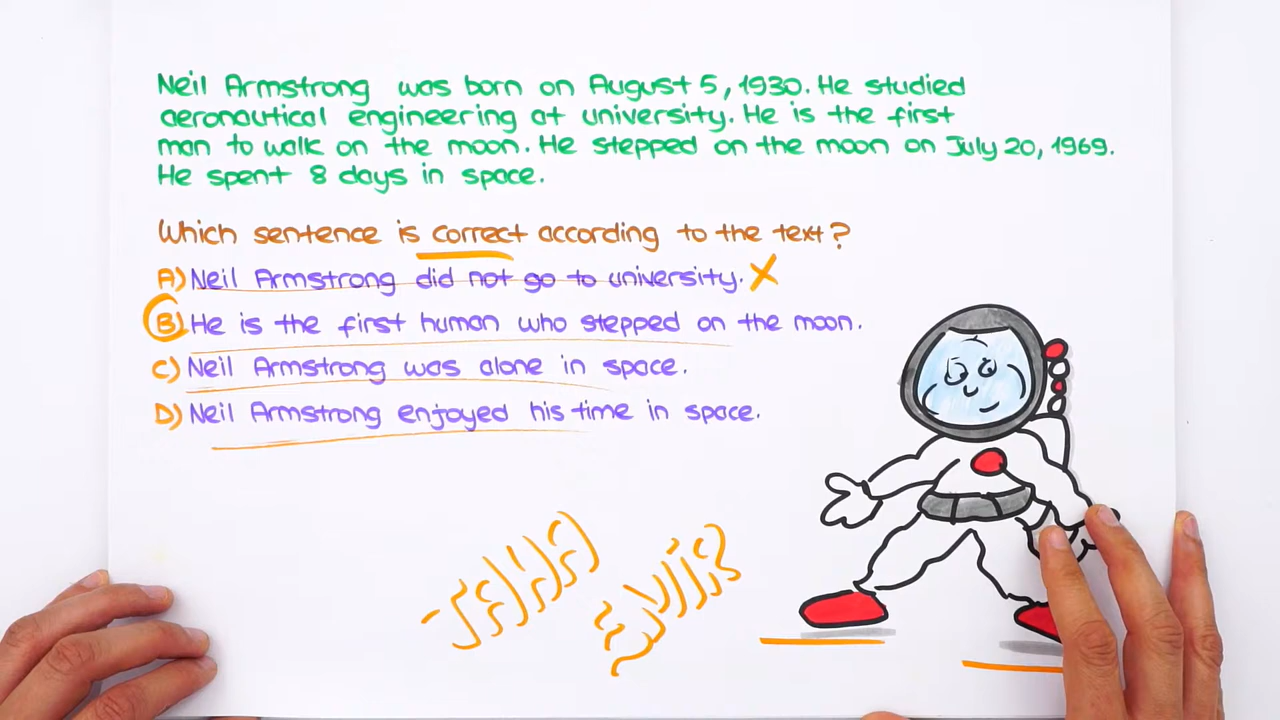 Neil Armstrong was born on August 5, 1930. He studied
aeronautical engineering at university. He is the first
man to walk on the moon. He stepped on the moon on July 20, 1969.
He spent 8 days in space.
Which sentence is correct according to the text?
A) Neil Armstrong did not go to university.
B) He is the first human who stepped on the moon.
C) Neil Armstrong was alone in space.
D) Neil Armstrong enjoyed his time in space.